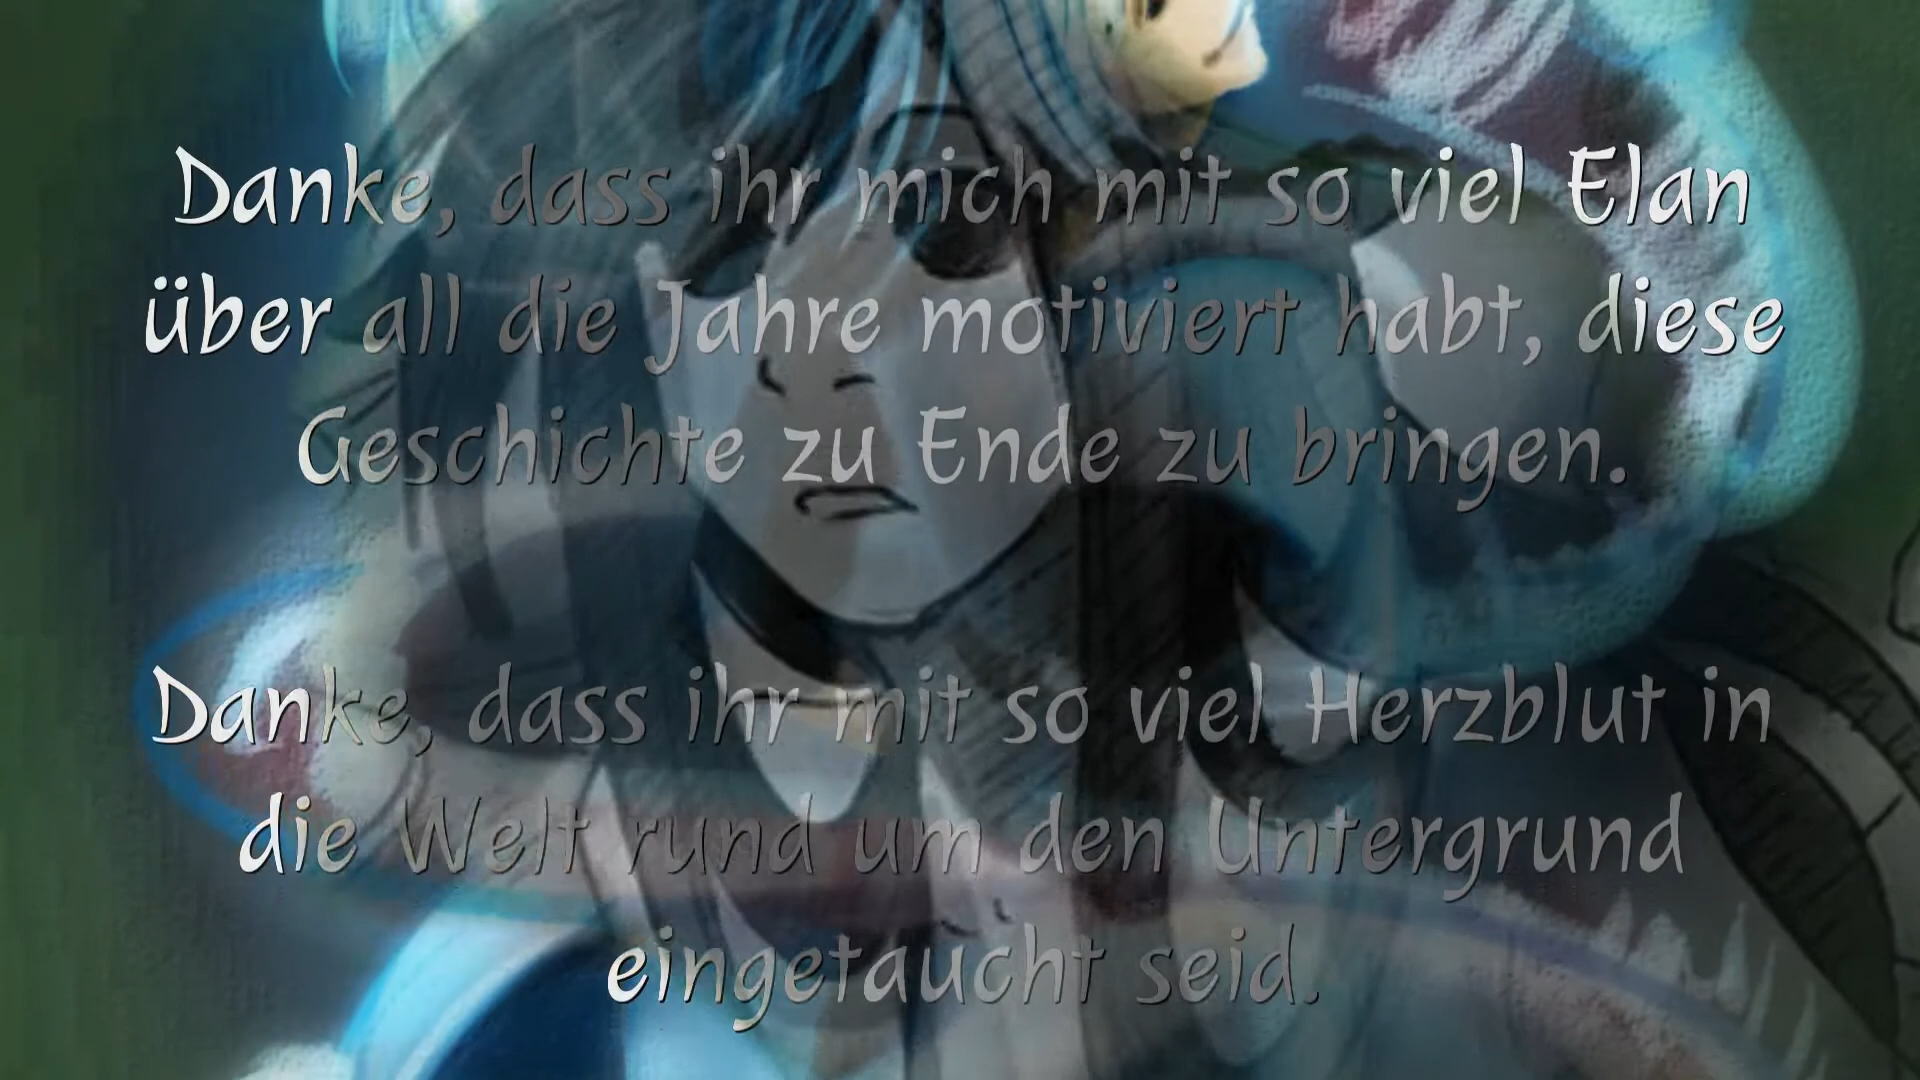 Danke, dass ihr mich mit so viel Elan
über all die Jahre motiviert habt, diese
Geschichte zu Ende zu bringen.
Danke, dass ihr mit so viel Herzblut in
die Welt rund um den Untergrund
eingetaucht seid.